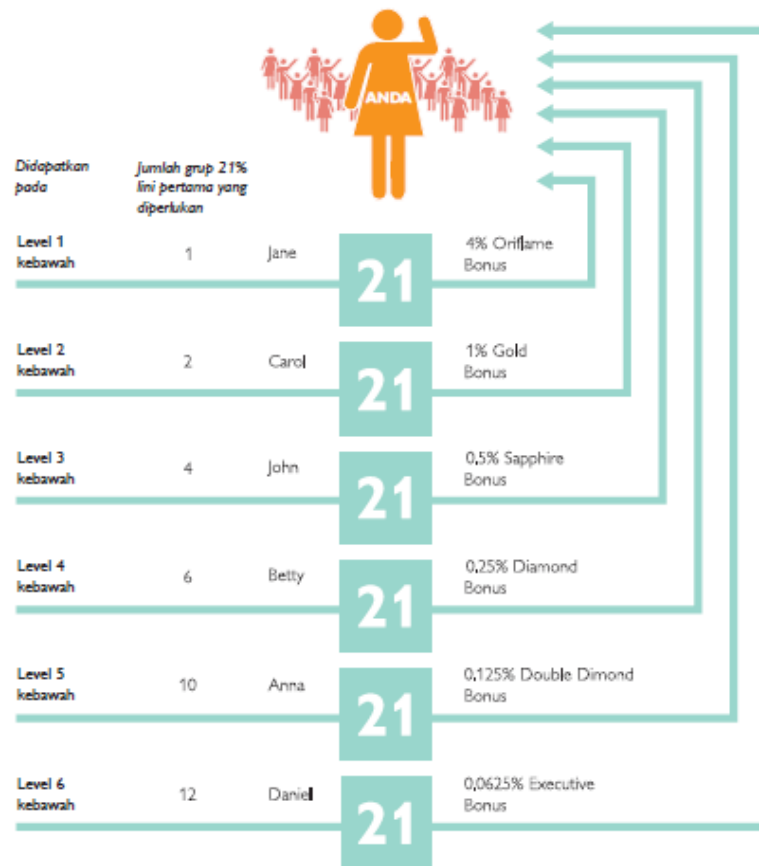 ANDA
Didapatkan
pada
Jumlah grup 21%
lini pertama yang
diperlukan
Level 1
kebawah
1
Jane
21
4% Oriflame
Bonus
Level 2
kebawah
2
Carol
21
1% Gold
Bonus
Level 3
kebawah
4
John
21
0,5% Sapphire
Bonus
Level 4
kebawah
6
Betty
21
0,25% Diamond
Bonus
Level 5
kebawah
10
Anna
21
0,125% Double Dimond
Bonus
Level 6
kebawah
12
Daniel
21
0,0625% Executive
Bonus